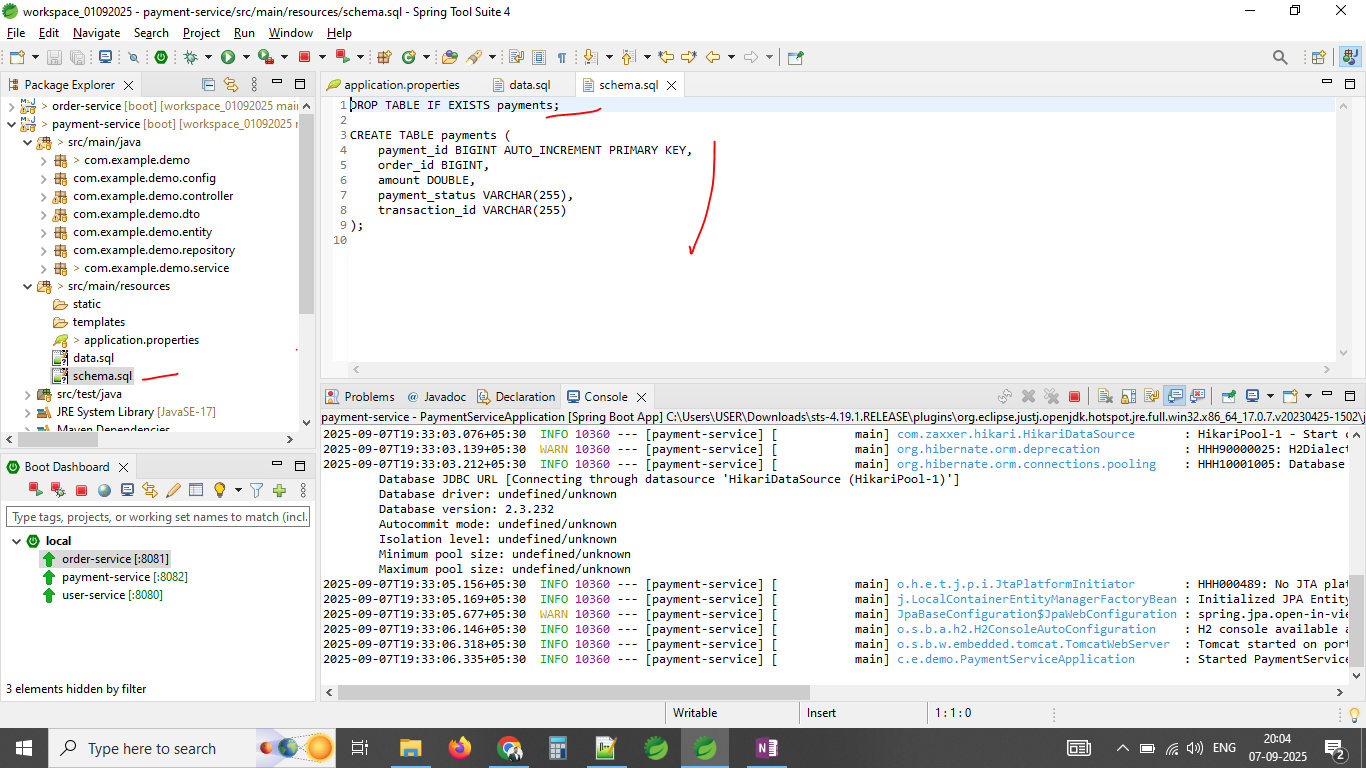 workspace_01092025 - payment-service/src/main/resources/schema.sql - Spring Tool Suite 4
File Edit Navigate Search Project Run Window Help
Package Explorer
order-service [boot] [workspace_01092025 main
payment-service [boot] [workspace_01092025
src/main/java
com.example.demo
com.example.demo.config
com.example.demo.controller
com.example.demo.dto
com.example.demo.entity
com.example.demo.repository
com.example.demo.service
src/main/resources
static
templates
application.properties
data.sql
schema.sql
src/test/java
JRE System Library [JavaSE-17]
Maven Dependencies
application.properties data.sql schema.sql
1 DROP TABLE IF EXISTS payments;
2
3 CREATE TABLE payments (
4 payment_id BIGINT AUTO_INCREMENT PRIMARY KEY,
5 order_id BIGINT,
6 amount DOUBLE,
7 payment_status VARCHAR(255),
8 transaction_id VARCHAR(255)
9 );
10
Boot Dashboard
Type tags, projects, or working set names to match (incl.
local
order-service [:8081]
payment-service [:8082]
user-service [:8080]
3 elements hidden by filter
Problems Javadoc Declaration Console
payment-service - PaymentServiceApplication [Spring Boot App] C:\Users\USER\Downloads\sts-4.19.1.RELEASE\plugins\org.eclipse.justj.openjdk.hotspot.jre.full.win32.x86_64_17.0.7.v20230425-1502\j
2025-09-07T19:33:03.076+05:30 INFO 10360 --- [payment-service] [ main] com.zaxxer.hikari.HikariDataSource : HikariPool-1 - Start
2025-09-07T19:33:03.139+05:30 WARN 10360 --- [payment-service] [ main] org.hibernate.orm.deprecation : HHH90000025: H2Dialect
2025-09-07T19:33:03.212+05:30 INFO 10360 --- [payment-service] [ main] org.hibernate.orm.connections.pooling : HHH10001005: Database
Database JDBC URL [Connecting through datasource 'HikariDataSource (HikariPool-1)']
Database driver: undefined/unknown
Database version: 2.3.232
Autocommit mode: undefined/unknown
Isolation level: undefined/unknown
Minimum pool size: undefined/unknown
Maximum pool size: undefined/unknown
2025-09-07T19:33:05.156+05:30 INFO 10360 --- [payment-service] [ main] o.h.e.t.j.p.i.JtaPlatformInitiator : HHH000489: No JTA plat
2025-09-07T19:33:05.169+05:30 INFO 10360 --- [payment-service] [ main] j.LocalContainerEntityManagerFactoryBean : Initialized JPA Entity
2025-09-07T19:33:05.677+05:30 WARN 10360 --- [payment-service] [ main] JpaBaseConfiguration$JpaWebConfiguration : spring.jpa.open-in-vie
2025-09-07T19:33:06.146+05:30 INFO 10360 --- [payment-service] [ main] o.s.b.a.h2.H2ConsoleAutoConfiguration : H2 console available a
2025-09-07T19:33:06.318+05:30 INFO 10360 --- [payment-service] [ main] o.s.b.w.embedded.tomcat.TomcatWebServer : Tomcat started on port
2025-09-07T19:33:06.335+05:30 INFO 10360 --- [payment-service] [ main] c.e.demo.PaymentServiceApplication : Started PaymentService
Writable Insert 1 : 1 : 0
Type here to search
ENG
20:04
07-09-2025
2